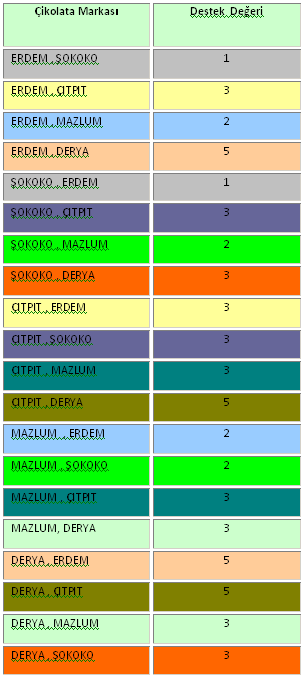 Çikolata Markası Destek Değeri
ERDEM , ŞOKOKO 1
ERDEM , ÇITPIT 3
ERDEM , MAZLUM 2
ERDEM , DERYA 5
ŞOKOKO , ERDEM 1
ŞOKOKO , ÇITPIT 3
ŞOKOKO , MAZLUM 2
ŞOKOKO , DERYA 3
ÇITPIT , ERDEM 3
ÇITPIT , ŞOKOKO 3
ÇITPIT , MAZLUM 3
ÇITPIT , DERYA 5
MAZLUM , ERDEM 2
MAZLUM , ŞOKOKO 2
MAZLUM , ÇITPIT 3
MAZLUM, DERYA 3
DERYA , ERDEM 5
DERYA , ÇITPIT 5
DERYA , MAZLUM 3
DERYA , ŞOKOKO 3